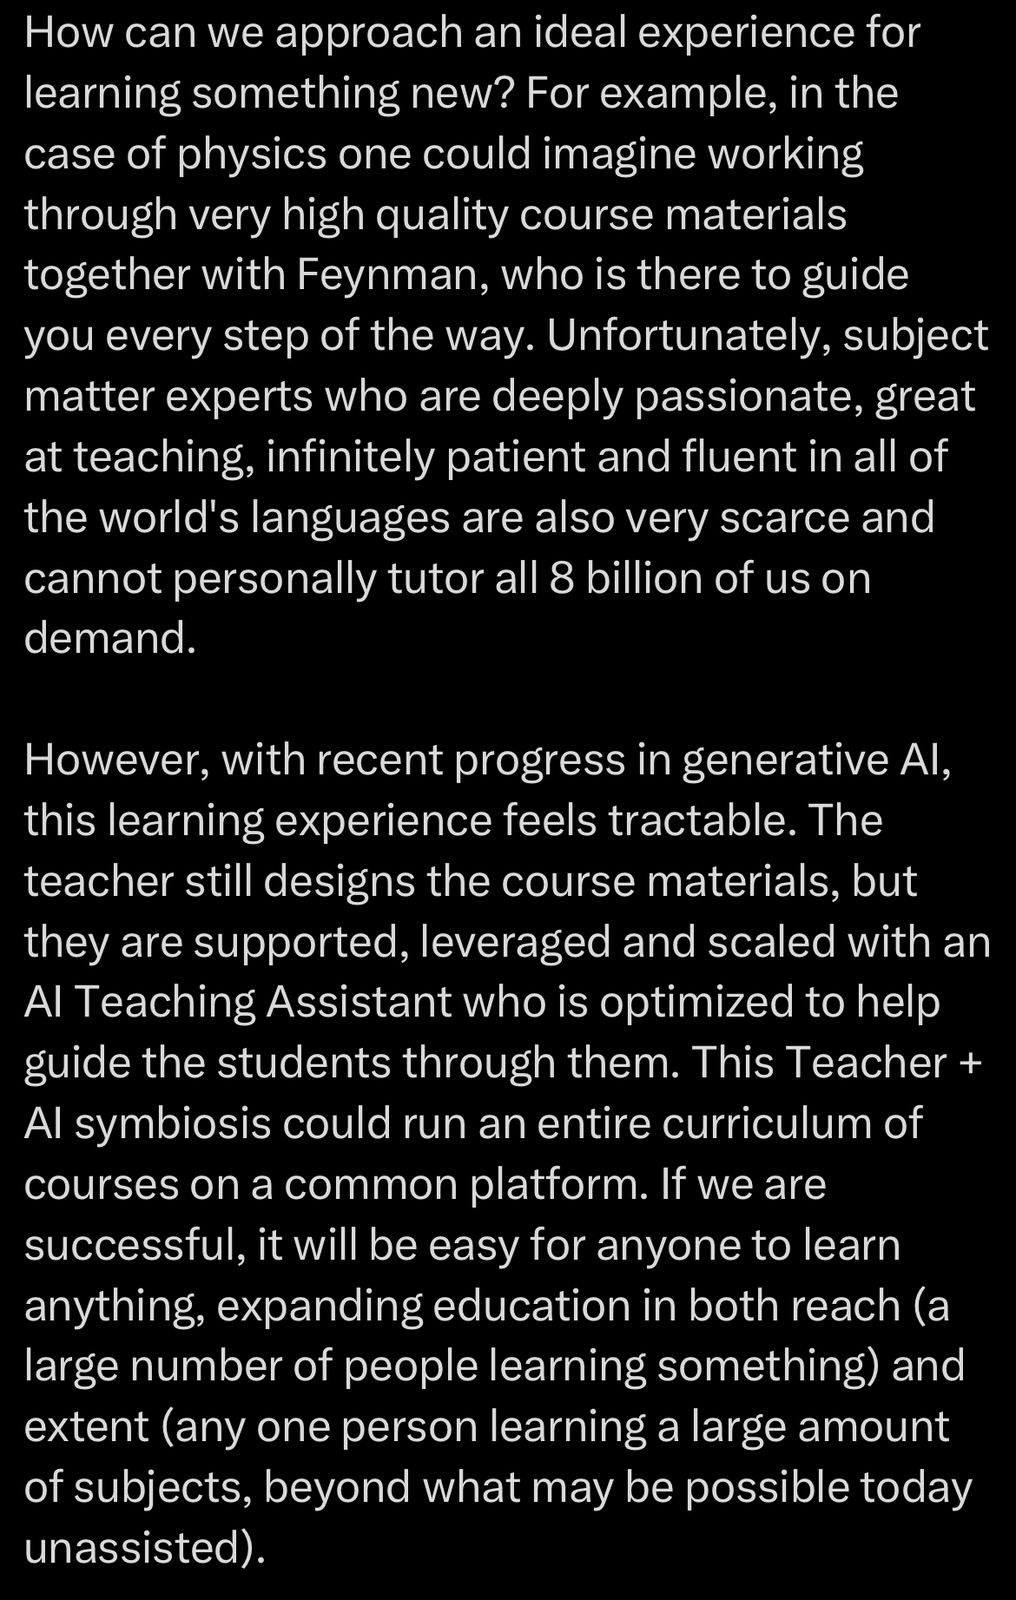 How can we approach an ideal experience for
learning something new? For example, in the
case of physics one could imagine working
through very high quality course materials
together with Feynman, who is there to guide
you every step of the way. Unfortunately, subject
matter experts who are deeply passionate, great
at teaching, infinitely patient and fluent in all of
the world's languages are also very scarce and
cannot personally tutor all 8 billion of us on
demand.

However, with recent progress in generative AI,
this learning experience feels tractable. The
teacher still designs the course materials, but
they are supported, leveraged and scaled with an
AI Teaching Assistant who is optimized to help
guide the students through them. This Teacher +
AI symbiosis could run an entire curriculum of
courses on a common platform. If we are
successful, it will be easy for anyone to learn
anything, expanding education in both reach (a
large number of people learning something) and
extent (any one person learning a large amount
of subjects, beyond what may be possible today
unassisted).